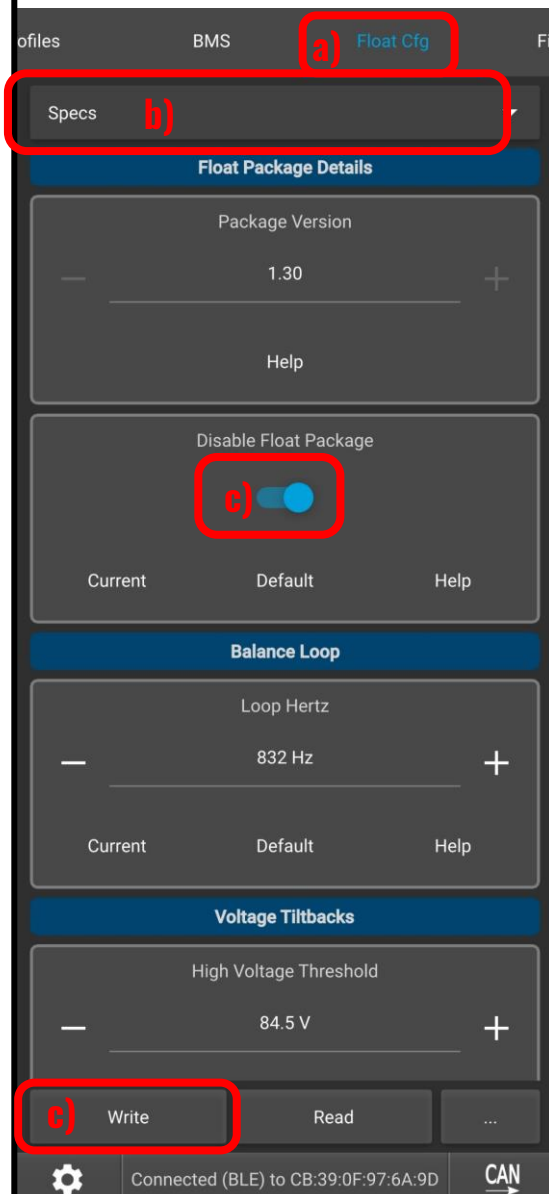 ofiles BMS a) Float Cfg Fi
Specs b)
Float Package Details
Package Version
− 1.30 +
Help
Disable Float Package
c)
Current Default Help
Balance Loop
Loop Hertz
− 832 Hz +
Current Default Help
Voltage Tiltbacks
High Voltage Threshold
− 84.5 V +
c) Write Read ...
Connected (BLE) to CB:39:0F:97:6A:9D CAN